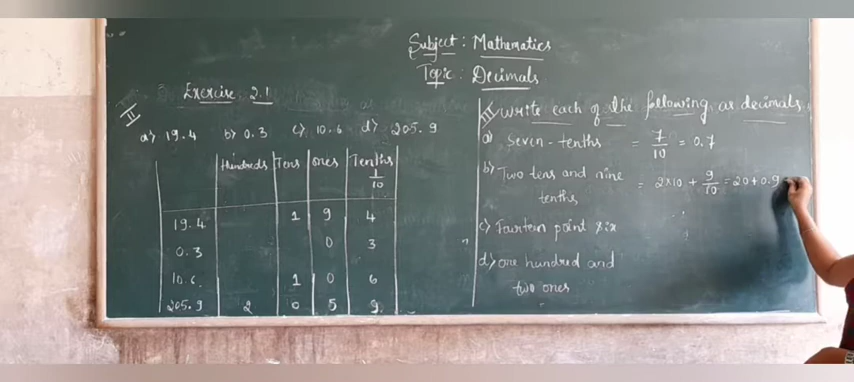 Subject : Mathematics
Topic : Decimals
Exercise 2.1
II
a) 19.4 b) 0.3 c) 10.6 d) 205.9
Hundreds Tens ones Tenths 1/10
19.4 1 9 4
0.3 0 3
10.6. 1 0 6
205.9 2 0 5 9
III Write each of the following as decimals.
a) Seven-tenths = 7/10 = 0.7
b) Two tens and nine
tenths = 2×10 + 9/10 = 20+0.9
c) Fourteen point six
d) one hundred and
two ones